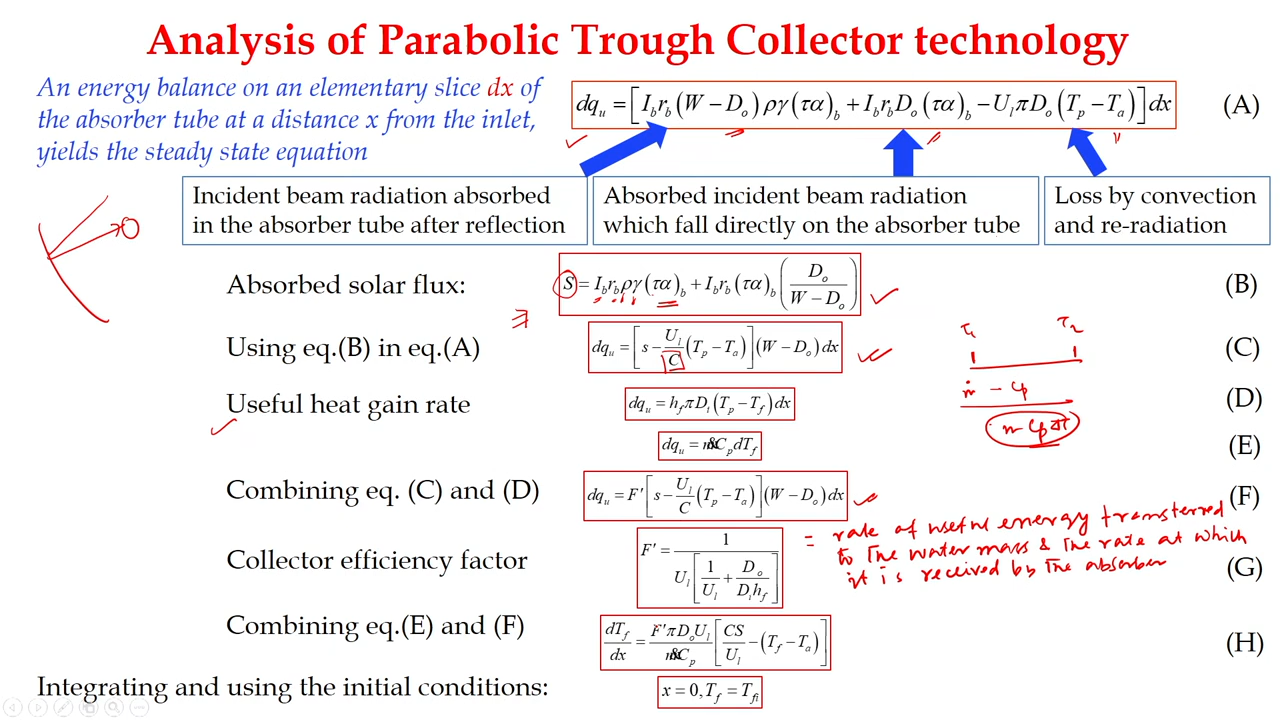 Analysis of Parabolic Trough Collector technology
An energy balance on an elementary slice dx of
the absorber tube at a distance x from the inlet,
yields the steady state equation
dq_u = [I_b r_b (W − D_o) ργ(τα)_b + I_b r_b D_o (τα)_b − U_l πD_o (T_p − T_a)] dx (A)
Incident beam radiation absorbed
in the absorber tube after reflection
Absorbed incident beam radiation
which fall directly on the absorber tube
Loss by convection
and re-radiation
Absorbed solar flux: S = I_b r_b ργ(τα)_b + I_b r_b (τα)_b (D_o / (W − D_o)) (B)
Using eq.(B) in eq.(A) dq_u = [s − U_l/C (T_p − T_a)] (W − D_o) dx (C)
Useful heat gain rate dq_u = h_f πD_i (T_p − T_f) dx (D)
dq_u = m&C_p dT_f (E)
Combining eq. (C) and (D) dq_u = F′[s − U_l/C (T_p − T_a)] (W − D_o) dx (F)
= rate of useful energy transferred
to the water mass & the rate at which
it is received by the absorber
Collector efficiency factor F′ = 1 / (U_l [1/U_l + D_o/(D_i h_f)]) (G)
Combining eq.(E) and (F) dT_f/dx = F′πD_o U_l / m&C_p [CS/U_l − (T_f − T_a)] (H)
Integrating and using the initial conditions: x = 0, T_f = T_fi